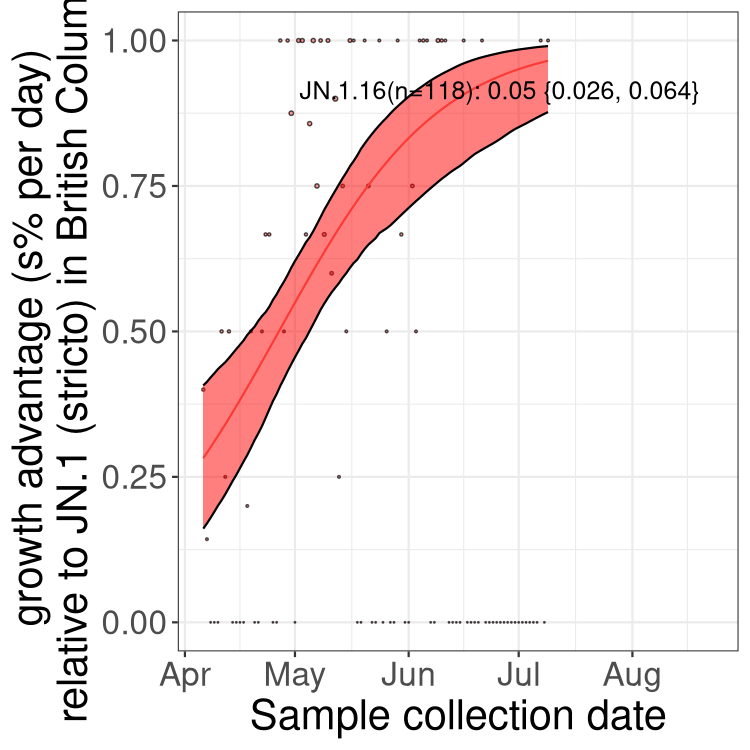 growth advantage (s% per day)
relative to JN.1 (stricto) in British Colum
1.00
0.75
0.50
0.25
0.00
JN.1.16(n=118): 0.05 {0.026, 0.064}
Apr May Jun Jul Aug
Sample collection date